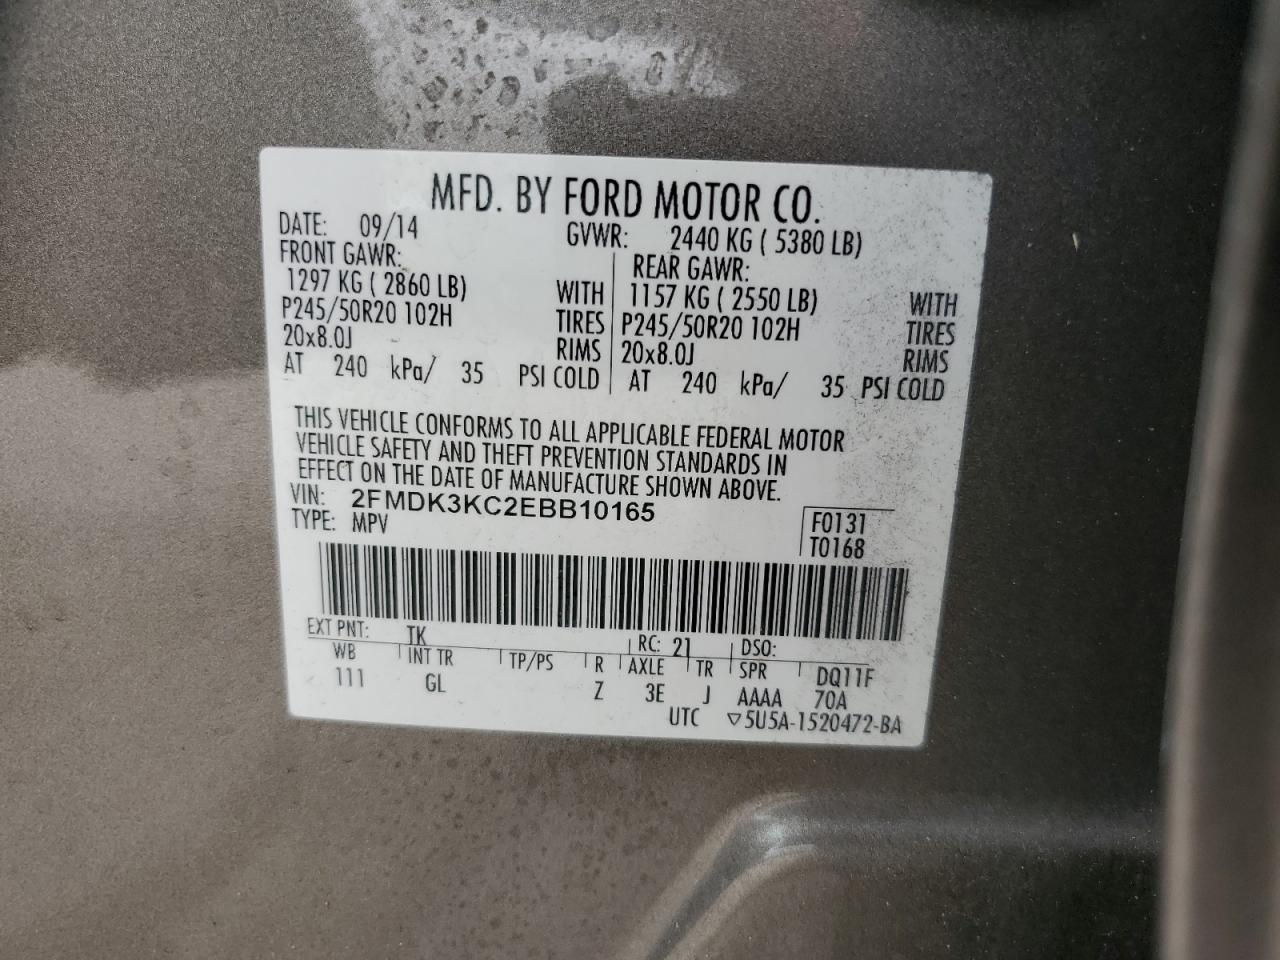 MFD. BY FORD MOTOR CO.
DATE: 09/14 GVWR: 2440 KG ( 5380 LB)
FRONT GAWR: REAR GAWR:
1297 KG ( 2860 LB) WITH 1157 KG ( 2550 LB) WITH
P245/50R20 102H TIRES P245/50R20 102H TIRES
20x8.0J RIMS 20x8.0J RIMS
AT 240 kPa/ 35 PSI COLD AT 240 kPa/ 35 PSI COLD
THIS VEHICLE CONFORMS TO ALL APPLICABLE FEDERAL MOTOR
VEHICLE SAFETY AND THEFT PREVENTION STANDARDS IN
EFFECT ON THE DATE OF MANUFACTURE SHOWN ABOVE.
VIN: 2FMDK3KC2EBB10165 F0131
TYPE: MPV T0168
EXT PNT: TK RC: 21 DSO:
WB INT TR TP/PS R AXLE TR SPR DQ11F
111 GL Z 3E J AAAA 70A
UTC ▽5U5A-1520472-BA